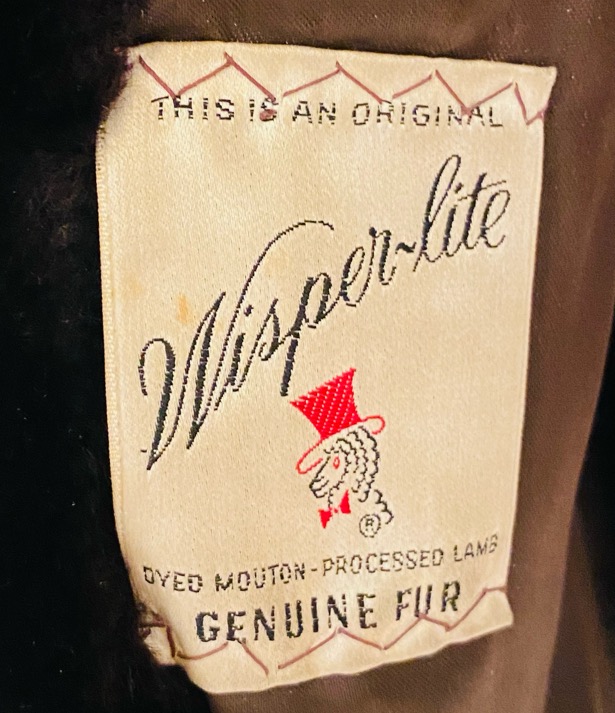 THIS IS AN ORIGINAL
Wisper-lite
®
DYED MOUTON-PROCESSED LAMB
GENUINE FUR